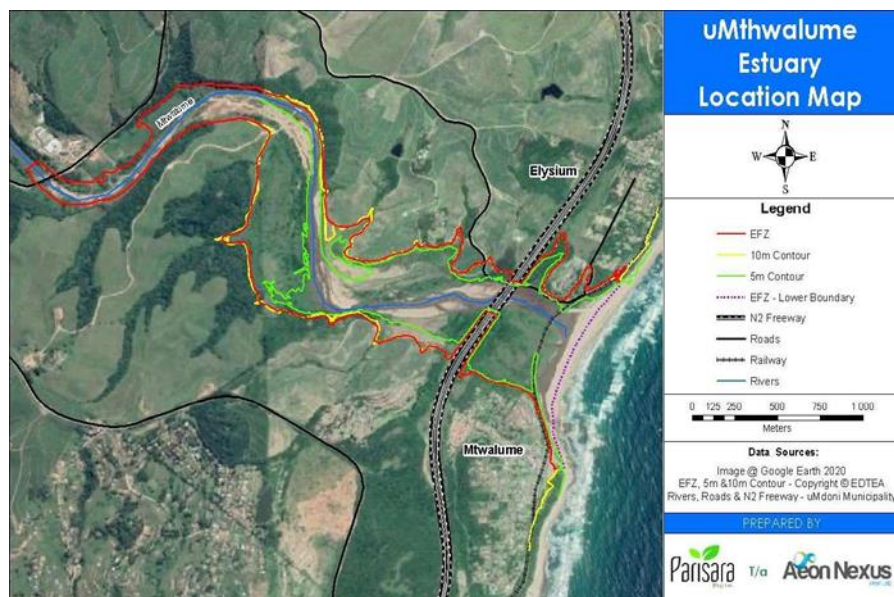 uMthwalume
Estuary
Location Map
N
W E
S
Legend
EFZ
10m Contour
5m Contour
EFZ - Lower Boundary
N2 Freeway
Roads
Railway
Rivers
0 125 250 500 750 1 000
Meters
Data Sources:
Image @ Google Earth 2020
EFZ, 5m &10m Contour - Copyright © EDTEA
Rivers, Roads & N2 Freeway - uMdoni Municipality
PREPARED BY
Parisara
T/a
Aeon Nexus
Mtwalume
Elysium
Mtwalume